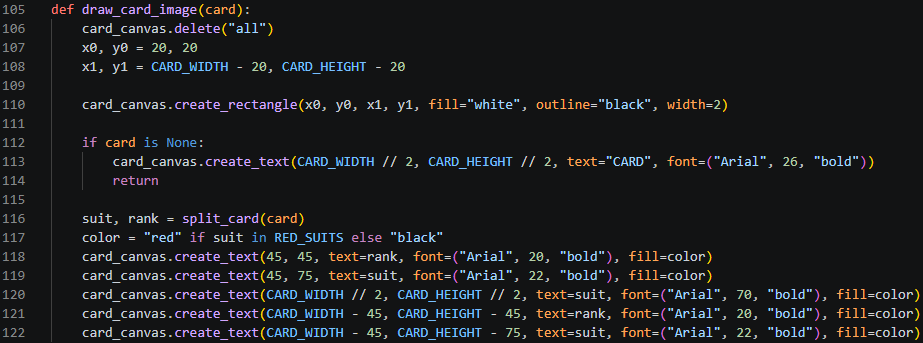 105 def draw_card_image(card):
106     card_canvas.delete("all")
107     x0, y0 = 20, 20
108     x1, y1 = CARD_WIDTH - 20, CARD_HEIGHT - 20
109
110     card_canvas.create_rectangle(x0, y0, x1, y1, fill="white", outline="black", width=2)
111
112     if card is None:
113         card_canvas.create_text(CARD_WIDTH // 2, CARD_HEIGHT // 2, text="CARD", font=("Arial", 26, "bold"))
114         return
115
116     suit, rank = split_card(card)
117     color = "red" if suit in RED_SUITS else "black"
118     card_canvas.create_text(45, 45, text=rank, font=("Arial", 20, "bold"), fill=color)
119     card_canvas.create_text(45, 75, text=suit, font=("Arial", 22, "bold"), fill=color)
120     card_canvas.create_text(CARD_WIDTH // 2, CARD_HEIGHT // 2, text=suit, font=("Arial", 70, "bold"), fill=color)
121     card_canvas.create_text(CARD_WIDTH - 45, CARD_HEIGHT - 45, text=rank, font=("Arial", 20, "bold"), fill=color)
122     card_canvas.create_text(CARD_WIDTH - 45, CARD_HEIGHT - 75, text=suit, font=("Arial", 22, "bold"), fill=color)